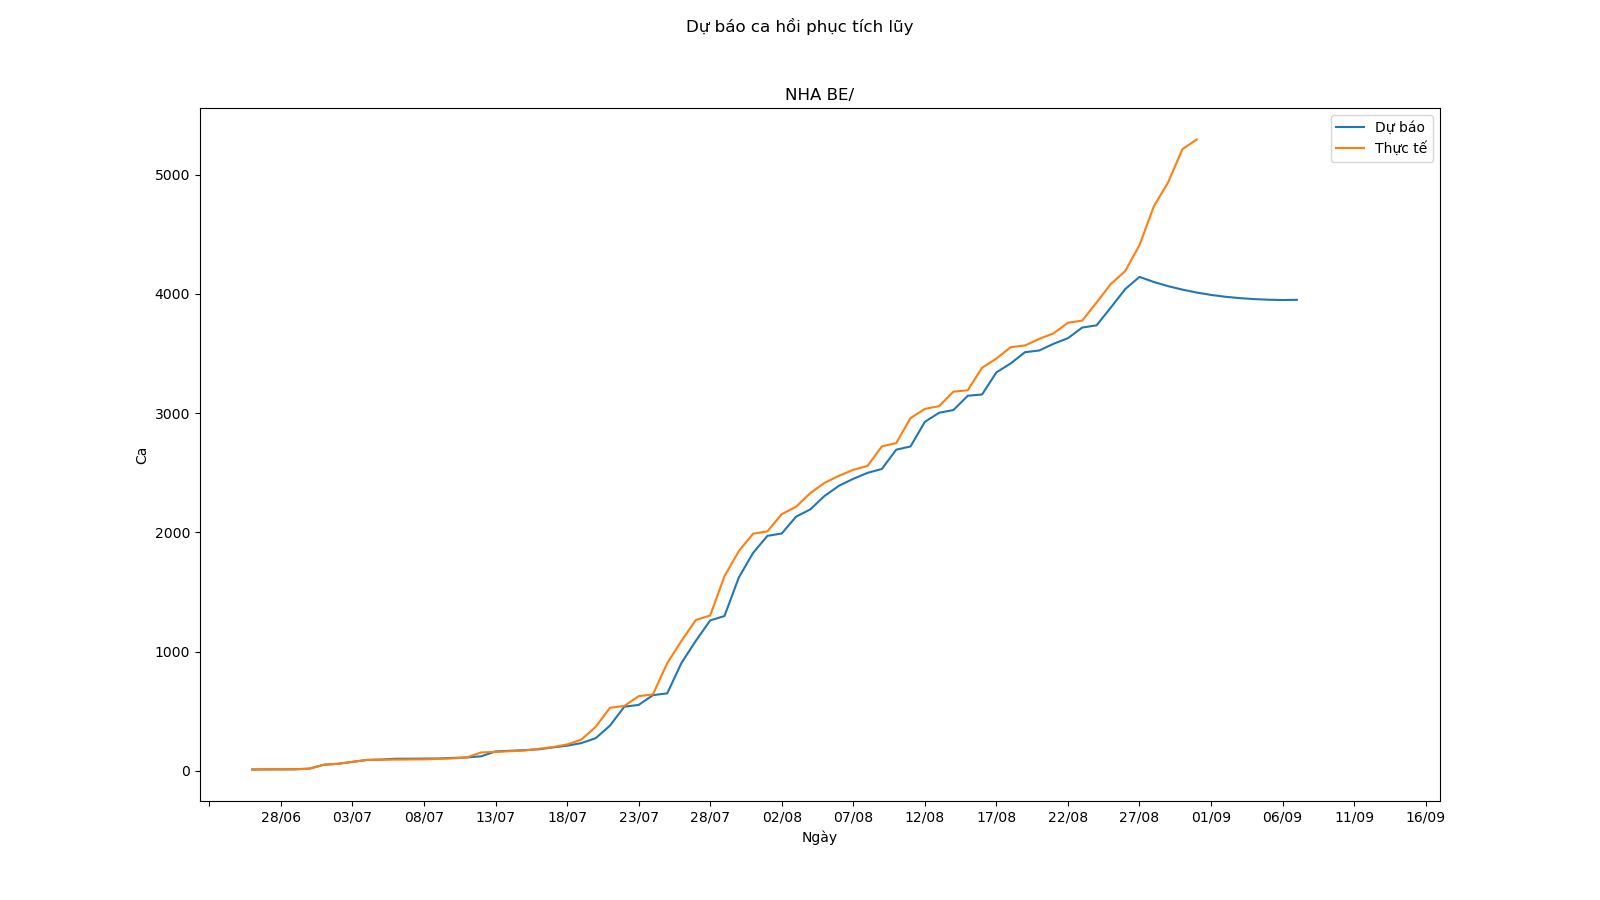 Dự báo ca hồi phục tích lũy
NHA BE/
Dự báo
Thực tế
5000
4000
3000
2000
1000
0
Ca
28/06 03/07 08/07 13/07 18/07 23/07 28/07 02/08 07/08 12/08 17/08 22/08 27/08 01/09 06/09 11/09 16/09
Ngày